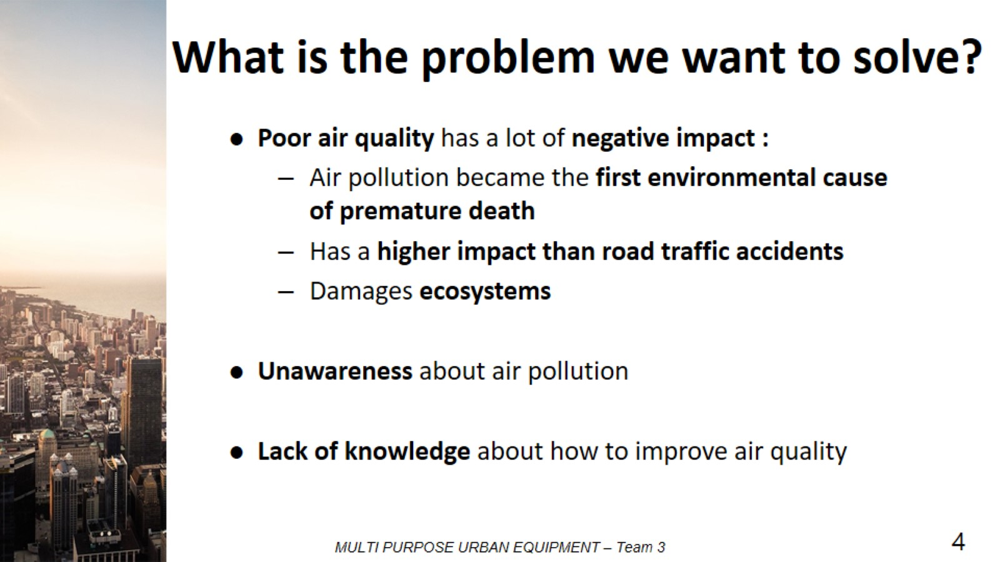 What is the problem we want to solve?
● Poor air quality has a lot of negative impact :
– Air pollution became the first environmental cause
of premature death
– Has a higher impact than road traffic accidents
– Damages ecosystems
● Unawareness about air pollution
● Lack of knowledge about how to improve air quality
MULTI PURPOSE URBAN EQUIPMENT – Team 3
4